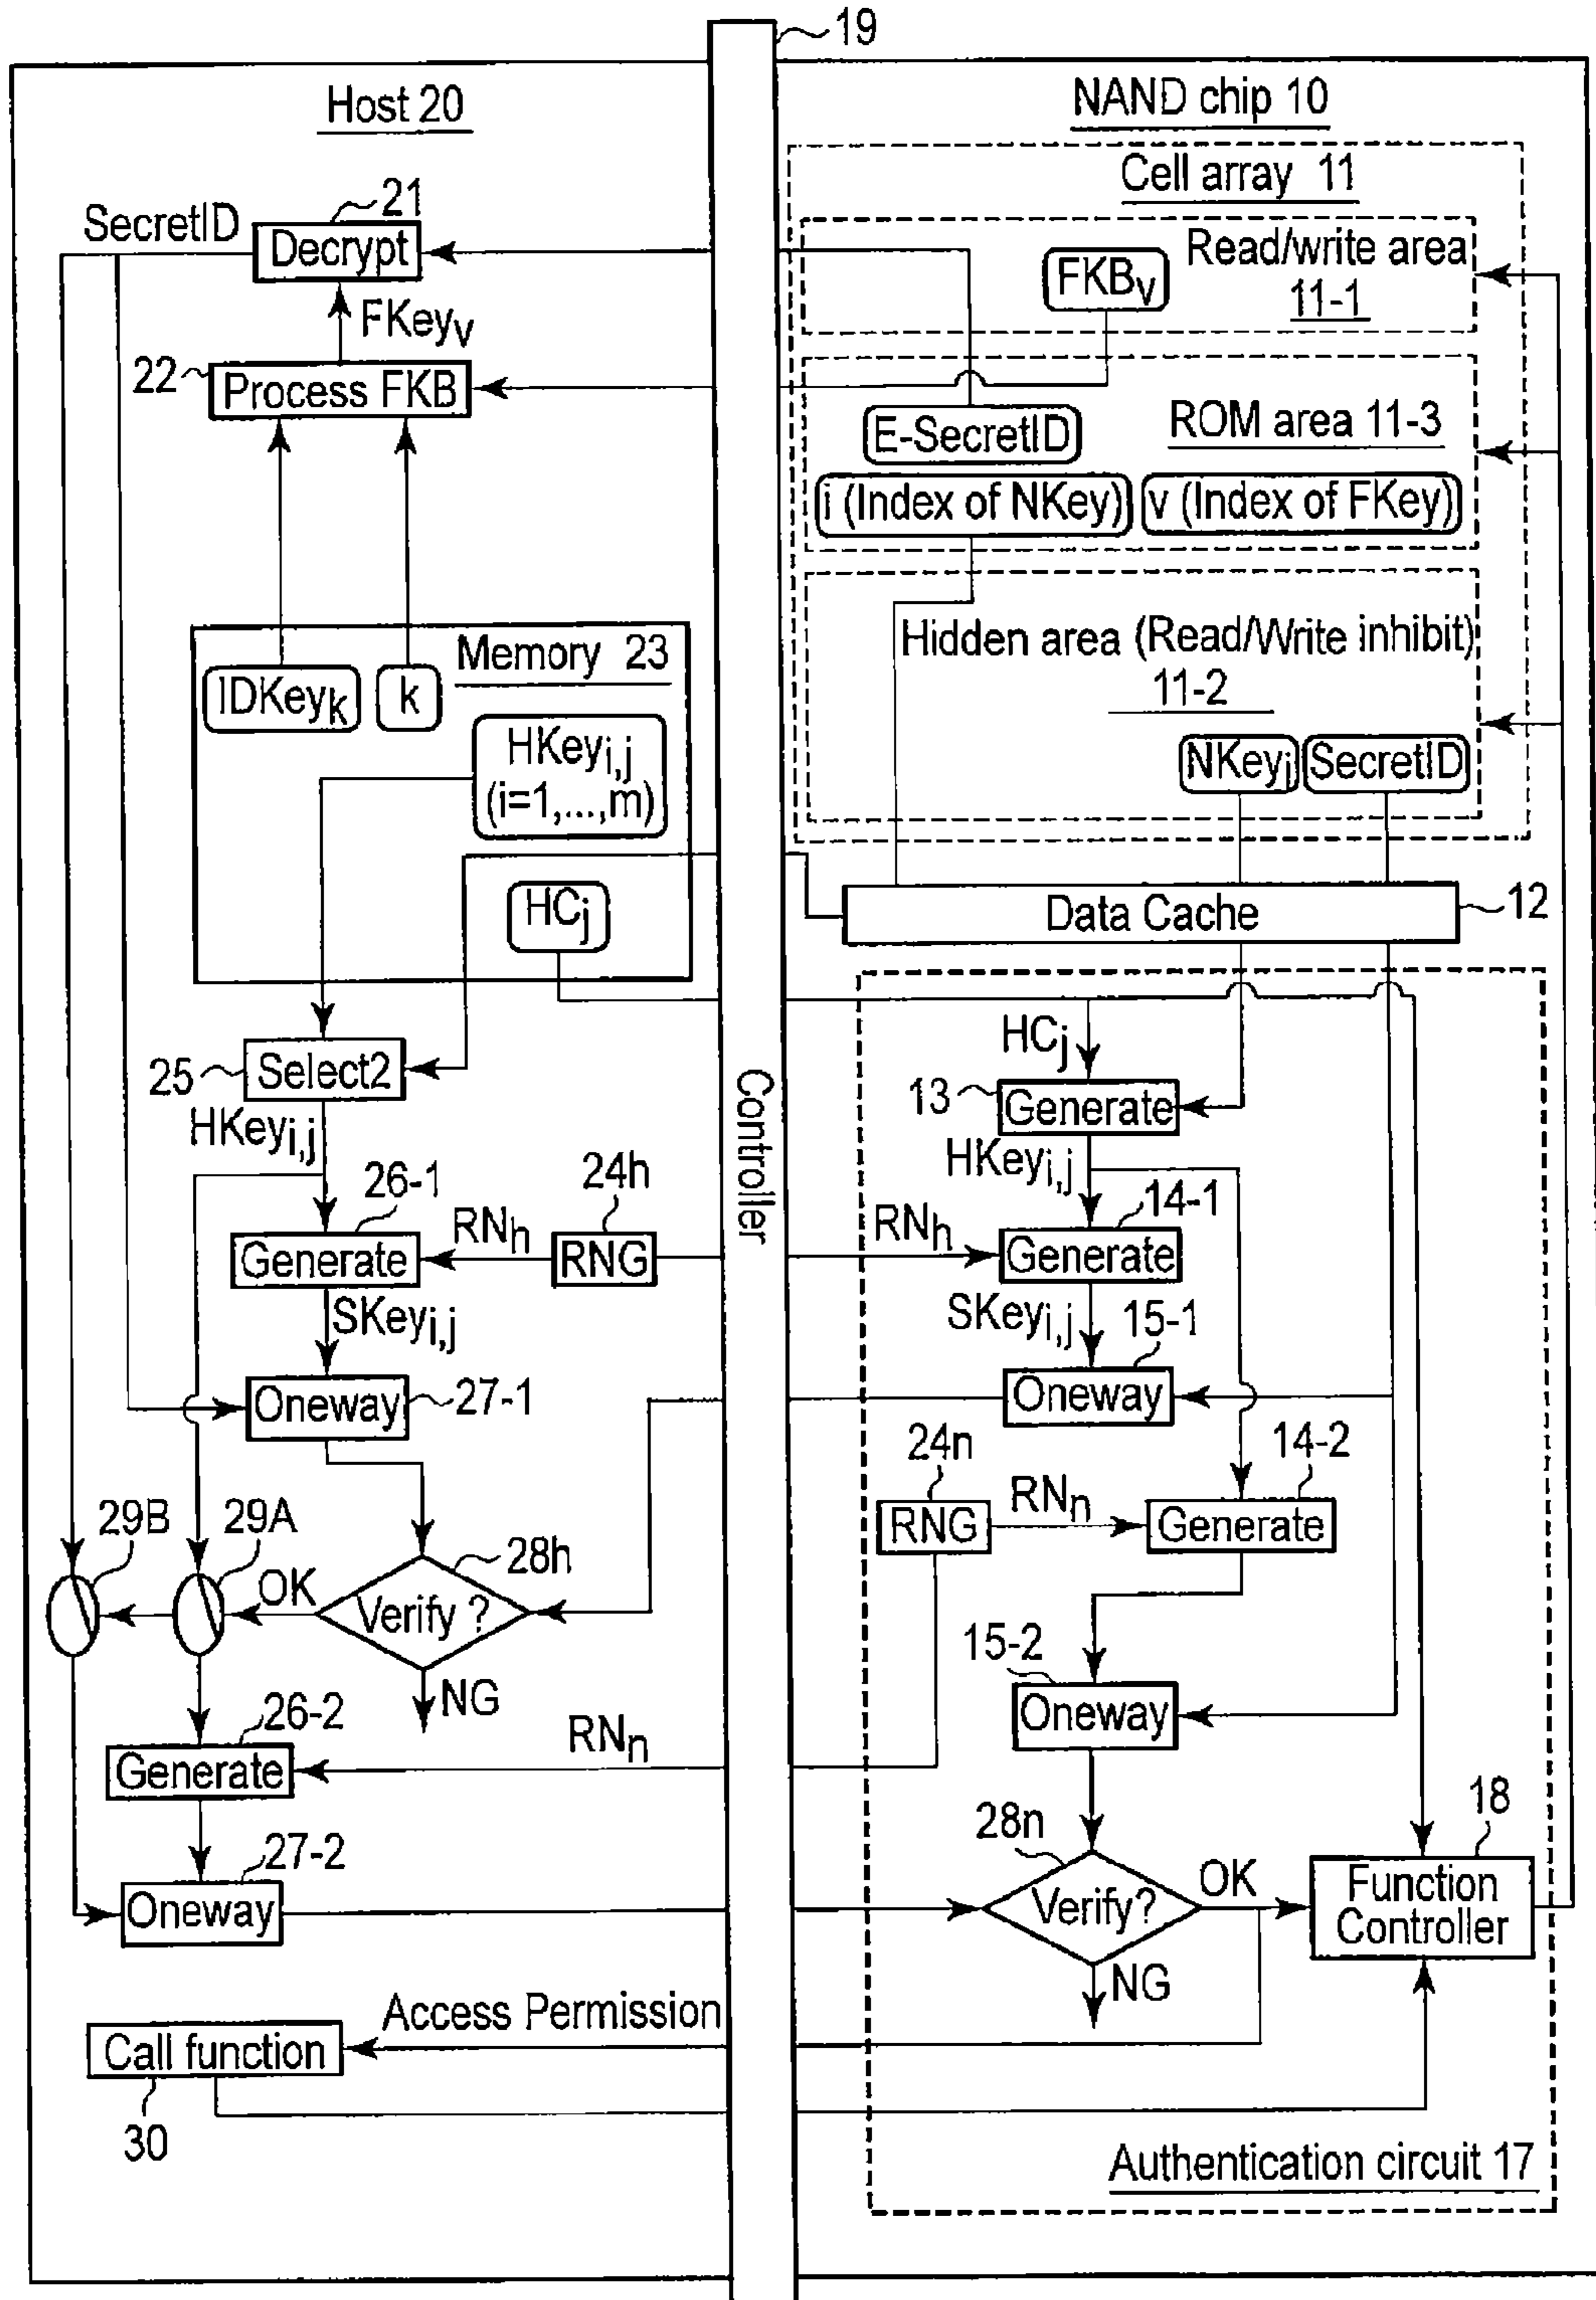 19
Host 20
NAND chip 10
Cell array 11
SecretID
21
Decrypt
FKBv
Read/write area
11-1
FKeyv
22
Process FKB
E-SecretID
ROM area 11-3
i (Index of NKey)
v (Index of FKey)
Memory 23
IDKeyk
k
Hidden area (Read/Write inhibit)
11-2
HKeyi,j
(i=1,...,m)
NKeyi
SecretID
HCj
Data Cache
12
Controller
25
Select2
HCj
13
Generate
HKeyi,j
HKeyi,j
26-1
24h
RNh
Generate
RNG
RNh
14-1
Generate
SKeyi,j
SKeyi,j
15-1
Oneway
27-1
Oneway
24n
14-2
RNn
RNG
Generate
29B
29A
OK
28h
Verify ?
NG
15-2
Oneway
26-2
RNn
Generate
28n
18
27-2
Oneway
Verify?
OK
Function
Controller
NG
Access Permission
Call function
30
Authentication circuit 17